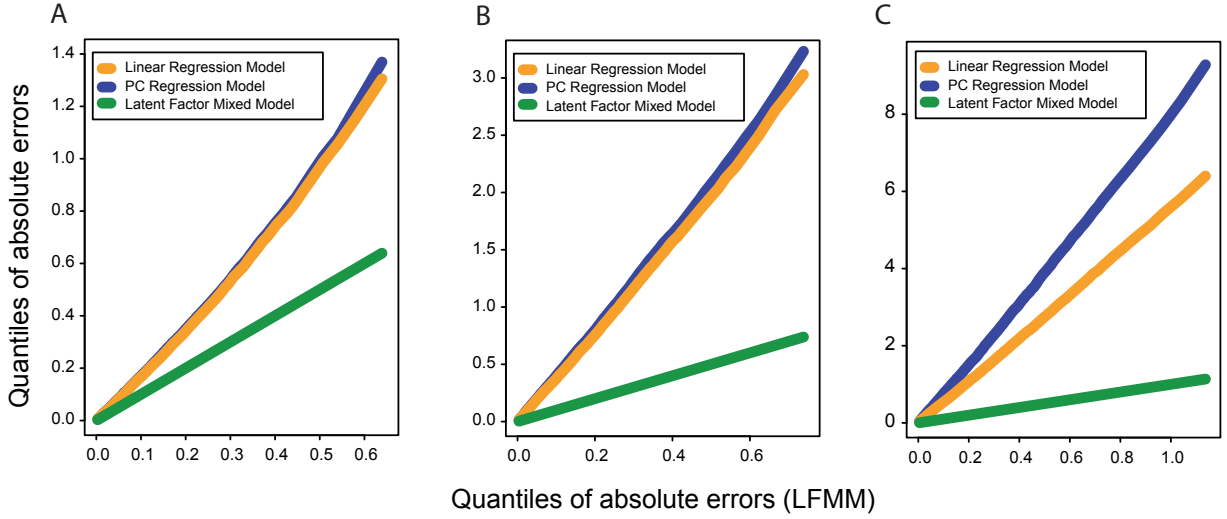 A
Linear Regression Model
PC Regression Model
Latent Factor Mixed Model
1.4
1.2
1.0
0.8
0.6
0.4
0.2
0.0
0.0 0.1 0.2 0.3 0.4 0.5 0.6
Quantiles of absolute errors
B
Linear Regression Model
PC Regression Model
Latent Factor Mixed Model
3.0
2.5
2.0
1.5
1.0
0.5
0.0
0.0 0.2 0.4 0.6
C
Linear Regression Model
PC Regression Model
Latent Factor Mixed Model
8
6
4
2
0
0.0 0.2 0.4 0.6 0.8 1.0
Quantiles of absolute errors (LFMM)